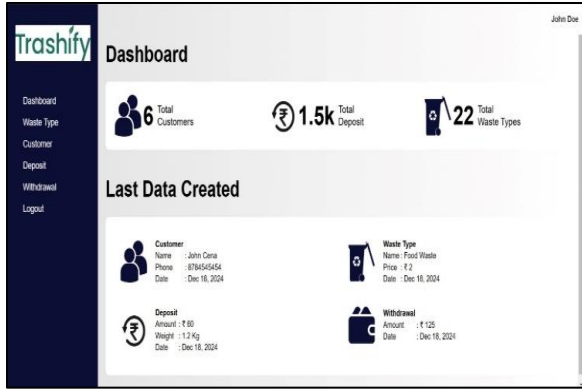 John Doe
Trashify
Dashboard
Dashboard
Waste Type
Customer
Deposit
Withdrawal
Logout
6 Total Customers
1.5k Total Deposit
22 Total Waste Types
Last Data Created
Customer
Name : John Cena
Phone : 8784545454
Date : Dec 18, 2024
Waste Type
Name : Food Waste
Price : ₹ 2
Date : Dec 18, 2024
Deposit
Amount : ₹ 60
Weight : 1.2 Kg
Date : Dec 18, 2024
Withdrawal
Amount : ₹ 125
Date : Dec 18, 2024